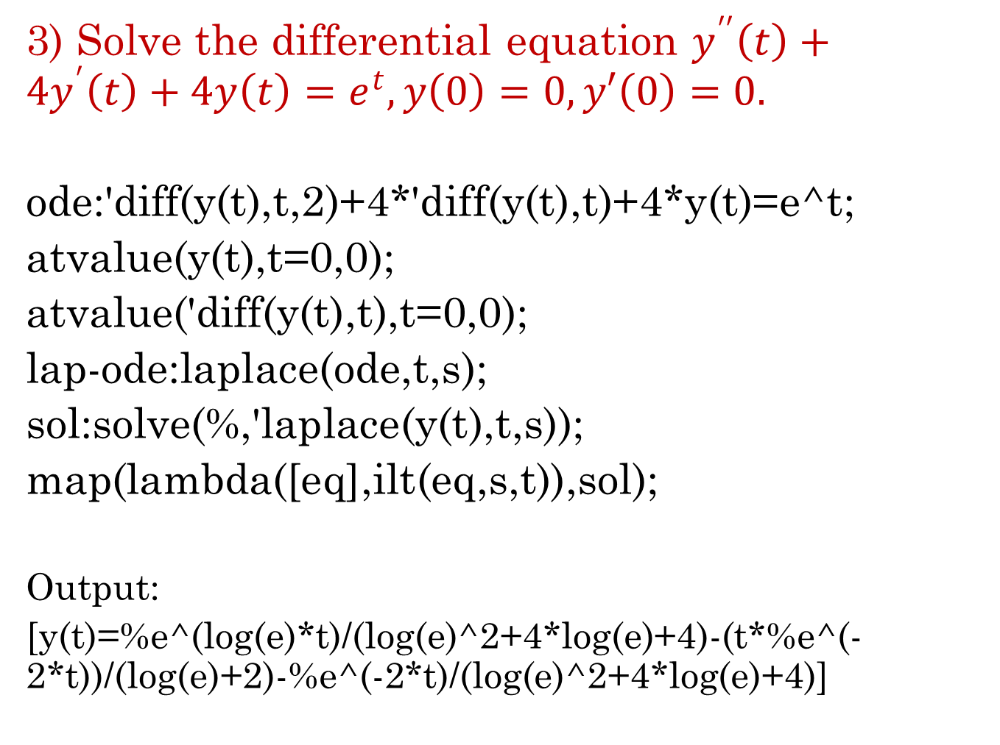 3) Solve the differential equation y′′(t) +
4y′(t) + 4y(t) = eᵗ, y(0) = 0, y′(0) = 0.
ode:'diff(y(t),t,2)+4*'diff(y(t),t)+4*y(t)=e^t;
atvalue(y(t),t=0,0);
atvalue('diff(y(t),t),t=0,0);
lap-ode:laplace(ode,t,s);
sol:solve(%,'laplace(y(t),t,s));
map(lambda([eq],ilt(eq,s,t)),sol);
Output:
[y(t)=%e^(log(e)*t)/(log(e)^2+4*log(e)+4)-(t*%e^(-
2*t))/(log(e)+2)-%e^(-2*t)/(log(e)^2+4*log(e)+4)]